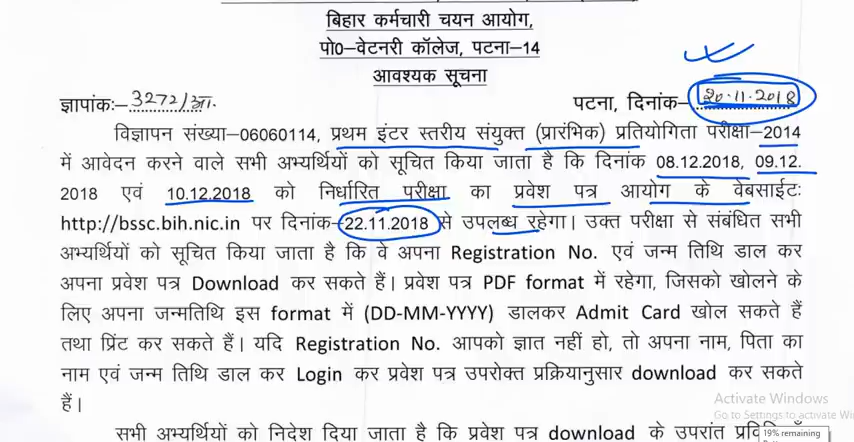 बिहार कर्मचारी चयन आयोग,
पो0-वेटनरी कॉलेज, पटना-14
आवश्यक सूचना
ज्ञापांकः- 3272/आ. पटना, दिनांक- 20.11.2018
विज्ञापन संख्या-06060114, प्रथम इंटर स्तरीय संयुक्त (प्रारंभिक) प्रतियोगिता परीक्षा-2014
में आवेदन करने वाले सभी अभ्यर्थियों को सूचित किया जाता है कि दिनांक 08.12.2018, 09.12.
2018 एवं 10.12.2018 को निर्धारित परीक्षा का प्रवेश पत्र आयोग के वेबसाईटः
http://bssc.bih.nic.in पर दिनांक-22.11.2018 से उपलब्ध रहेगा। उक्त परीक्षा से संबंधित सभी
अभ्यर्थियों को सूचित किया जाता है कि वे अपना Registration No. एवं जन्म तिथि डाल कर
अपना प्रवेश पत्र Download कर सकते हैं। प्रवेश पत्र PDF format में रहेगा, जिसको खोलने के
लिए अपना जन्मतिथि इस format में (DD-MM-YYYY) डालकर Admit Card खोल सकते हैं
तथा प्रिंट कर सकते हैं। यदि Registration No. आपको ज्ञात नहीं हो, तो अपना नाम, पिता का
नाम एवं जन्म तिथि डाल कर Login कर प्रवेश पत्र उपरोक्त प्रक्रियानुसार download कर सकते
हैं।
सभी अभ्यर्थियों को निदेश दिया जाता है कि प्रवेश पत्र download के उपरांत
Activate Windows
Go to Settings to activate Wi
19% remaining